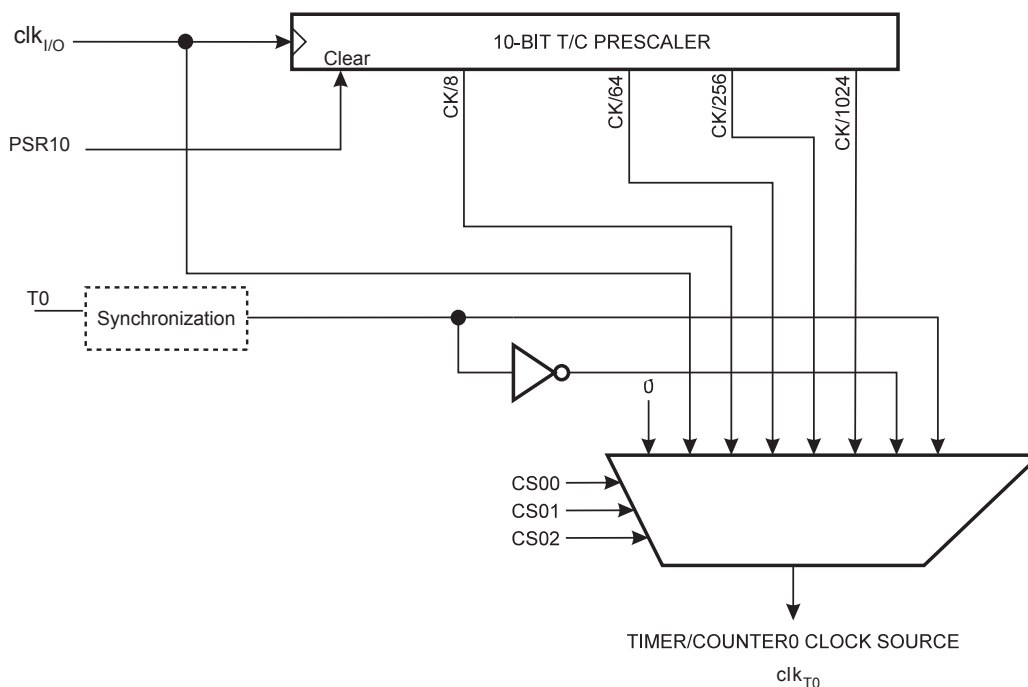 clkI/O
10-BIT T/C PRESCALER
Clear
CK/8
CK/64
CK/256
CK/1024
PSR10
T0
Synchronization
0
CS00
CS01
CS02
TIMER/COUNTER0 CLOCK SOURCE
clkT0